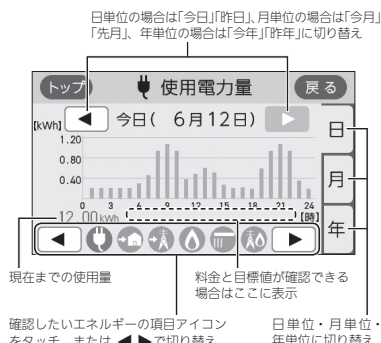 日単位の場合は「今日」「昨日」、月単位の場合は「今月」
「先月」、年単位の場合は「今年」「昨年」に切り替え
トップ
使用電力量
戻る
[kWh]
◀ 今日( 6月12日) ▶
日
1.20
0.80
0.40
月
0 3 6 9 12 15 18 21 24
12.00kWh
[時]
年
◀ ▶
現在までの使用量
料金と目標値が確認できる
場合はここに表示
確認したいエネルギーの項目アイコン
をタッチ、または ◀ ▶で切り替え
日単位・月単位・
年単位に切り替え